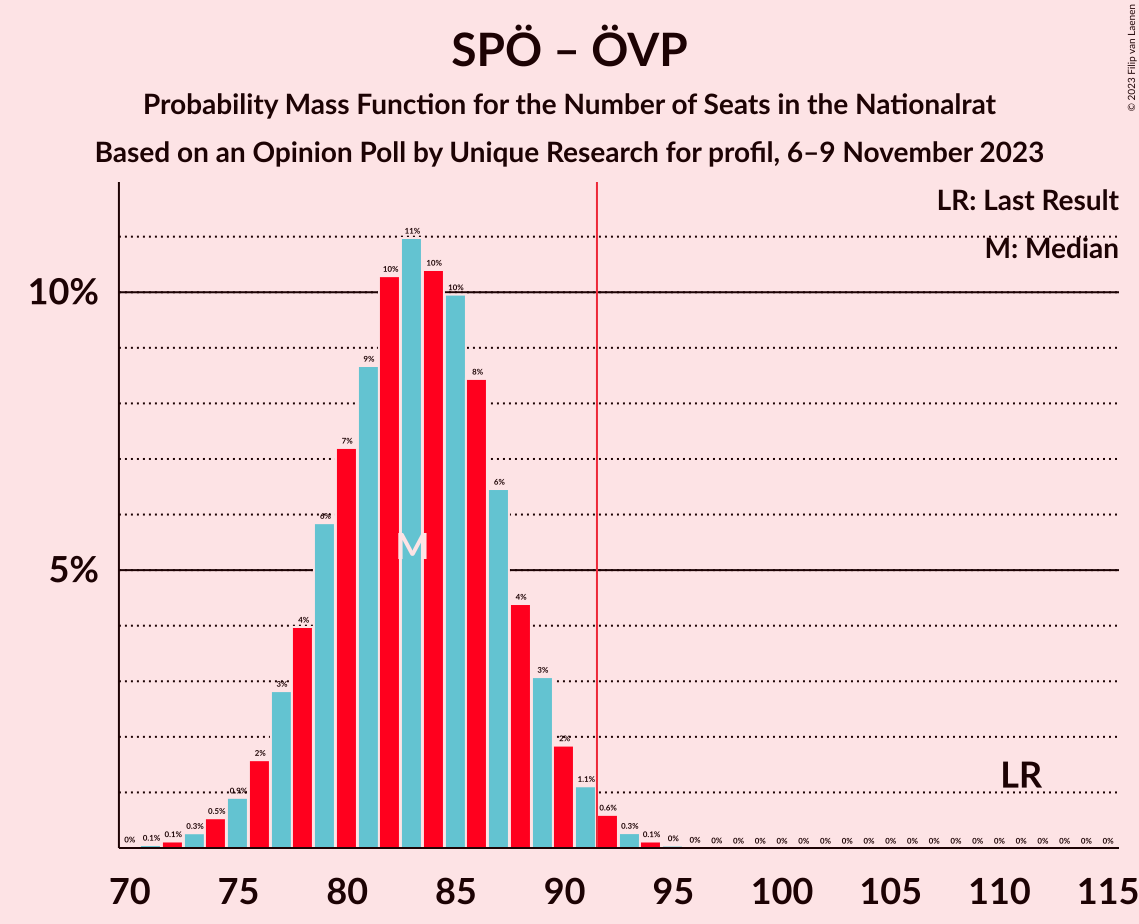 © 2023 Filip van Laenen
SPÖ – ÖVP
Probability Mass Function for the Number of Seats in the Nationalrat
Based on an Opinion Poll by Unique Research for profil, 6–9 November 2023
LR: Last Result
M: Median
10%
5%
0% 0.1% 0.1% 0.3% 0.5% 0.9% 2% 3% 4% 6% 7% 9% 10% 11% 10% 10% 8% 6% 4% 3% 2% 1.1% 0.6% 0.3% 0.1% 0% 0% 0% 0% 0% 0% 0% 0% 0% 0% 0% 0% 0% 0% 0% 0% 0% 0% 0% 0% 0%
M
LR
70 75 80 85 90 95 100 105 110 115